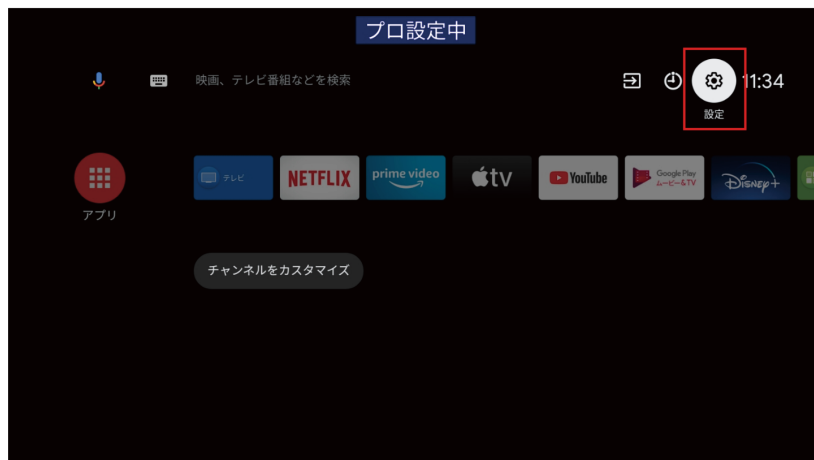 プロ設定中
映画、テレビ番組などを検索
11:34
設定
アプリ
テレビ
NETFLIX
prime video
tv
YouTube
Google Play
ムービー&TV
Disney+
チャンネルをカスタマイズ